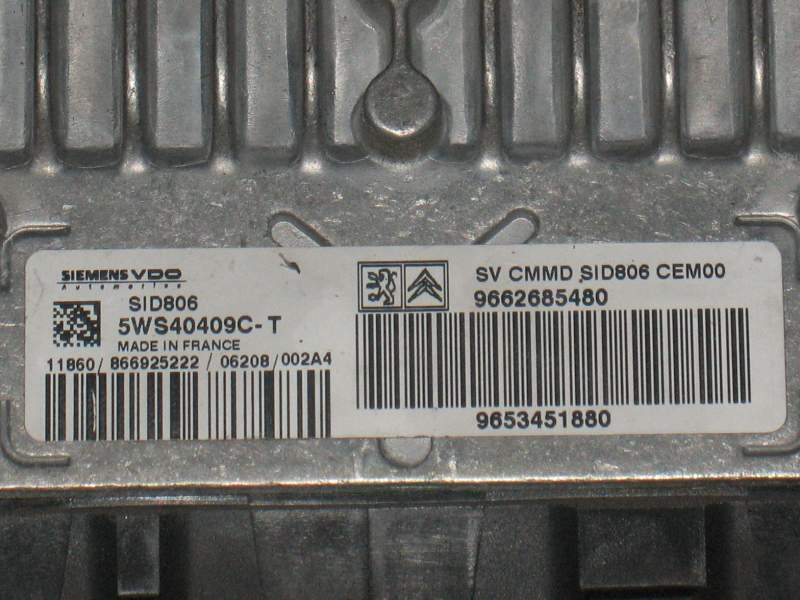 SIEMENS VDO
Automotive
SID806
5WS40409C-T
MADE IN FRANCE
11860/866925222/06208/002A4
SV CMMD SID806 CEM00
9662685480
9653451880